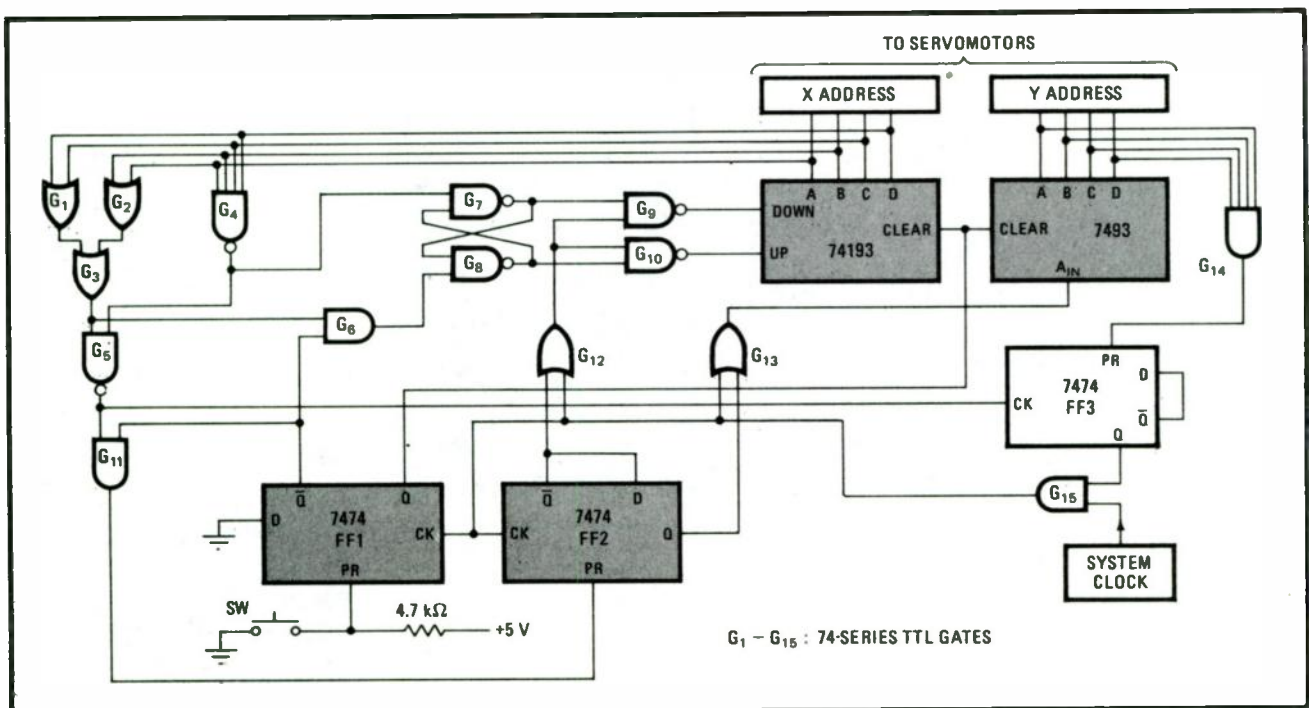 TO SERVOMOTORS
X ADDRESS
Y ADDRESS
G₁
G₂
G₄
G₃
G₅
G₆
G₁₁
G₇
G₈
G₉
G₁₀
G₁₂
G₁₃
A B C D
DOWN
CLEAR
74193
UP
A B C D
CLEAR
7493
A_IN
G₁₄
PR
D
7474
CK
FF3
Q̄
Q
G₁₅
SYSTEM
CLOCK
Q̄
Q
D
7474
FF1
CK
PR
Q̄
D
7474
CK
FF2
Q
PR
SW
4.7 kΩ
+5 V
G₁ – G₁₅ : 74-SERIES TTL GATES